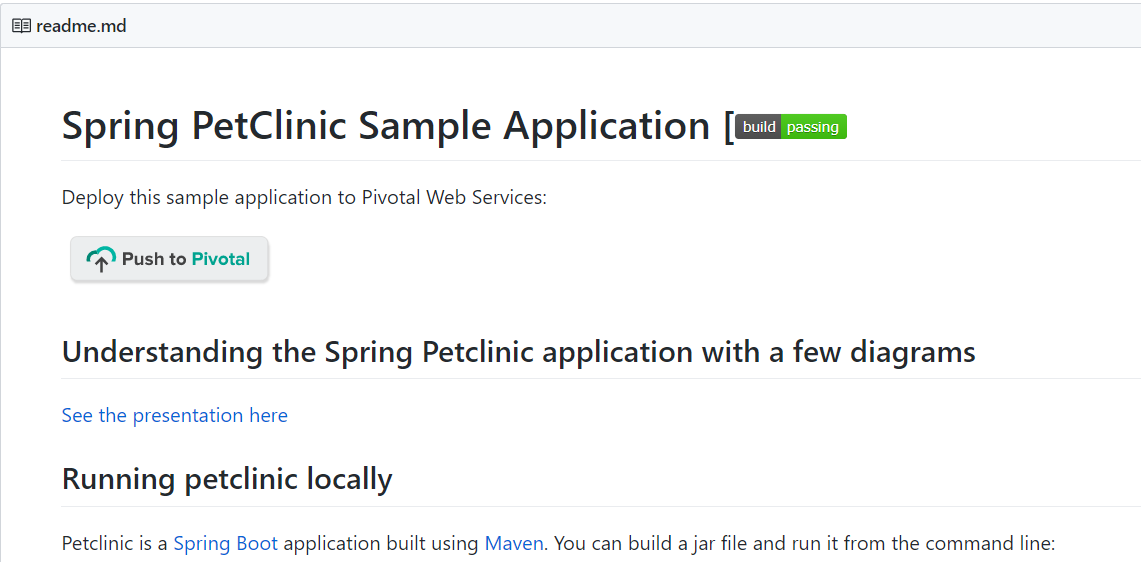 readme.md
Spring PetClinic Sample Application [build passing
Deploy this sample application to Pivotal Web Services:
Push to Pivotal
Understanding the Spring Petclinic application with a few diagrams
See the presentation here
Running petclinic locally
Petclinic is a Spring Boot application built using Maven. You can build a jar file and run it from the command line: